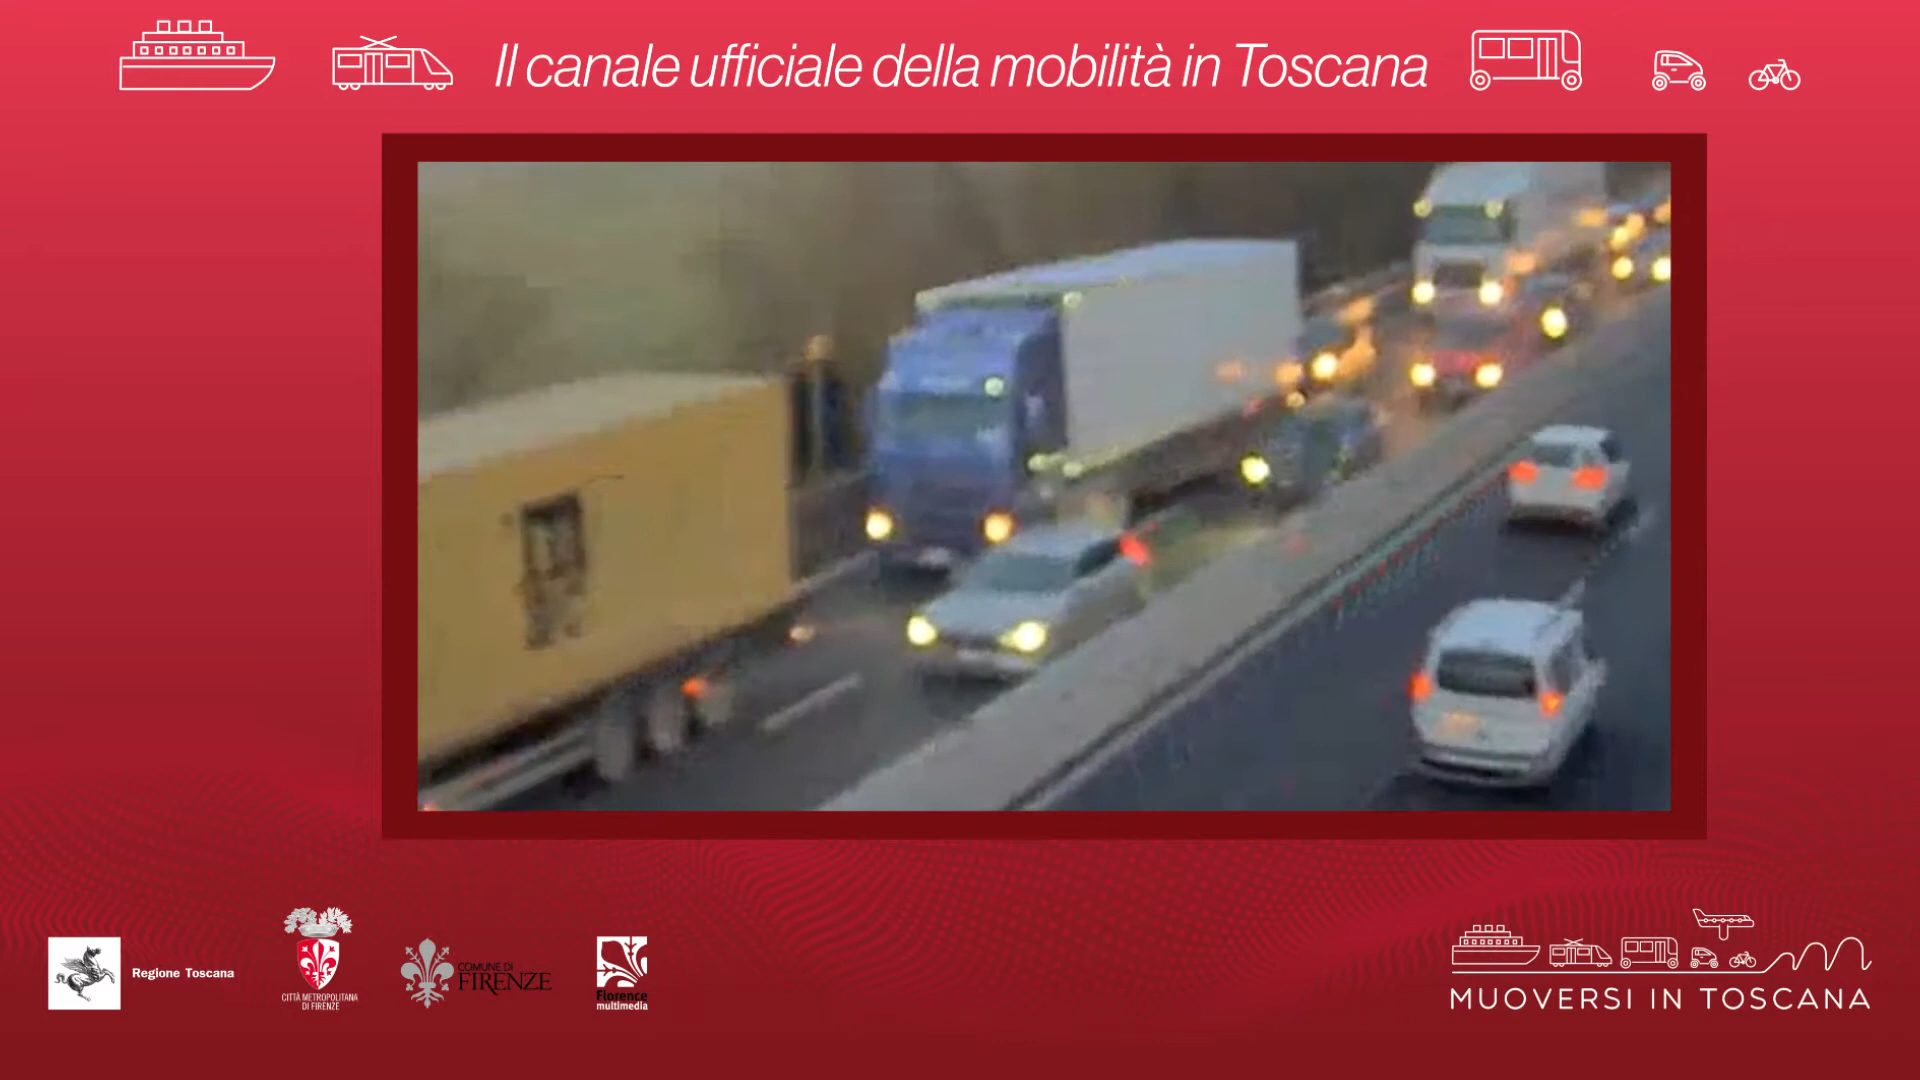 Il canale ufficiale della mobilità in Toscana
Regione Toscana
CITTÀ METROPOLITANA
DI FIRENZE
COMUNE DI
FIRENZE
Florence
multimedia
MUOVERSI IN TOSCANA